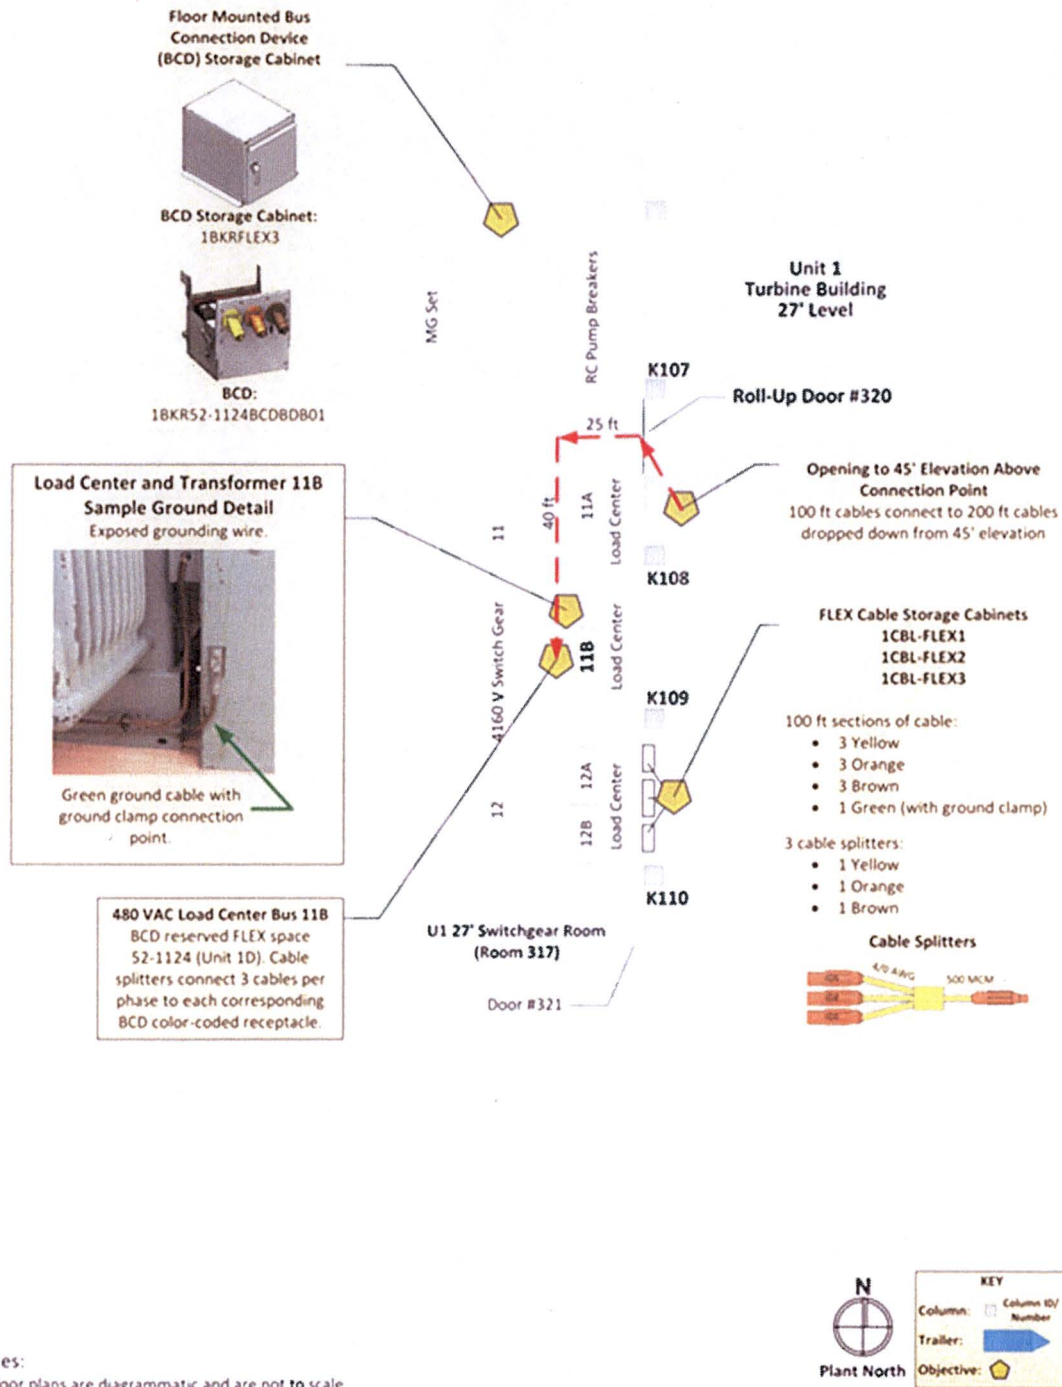 Floor Mounted Bus
Connection Device
(BCD) Storage Cabinet
BCD Storage Cabinet:
1BKRFLEX3
BCD:
1BKR52-1124BCDBDB01
MG Set
RC Pump Breakers
Unit 1
Turbine Building
27' Level
K107
Roll-Up Door #320
25 ft
40 ft
11
11A
Load Center
K108
Opening to 45' Elevation Above
Connection Point
100 ft cables connect to 200 ft cables
dropped down from 45' elevation
Load Center and Transformer 11B
Sample Ground Detail
Exposed grounding wire.
Green ground cable with
ground clamp connection
point.
4160 V Switch Gear
11B
Load Center
K109
FLEX Cable Storage Cabinets
1CBL-FLEX1
1CBL-FLEX2
1CBL-FLEX3
100 ft sections of cable:
• 3 Yellow
• 3 Orange
• 3 Brown
• 1 Green (with ground clamp)
3 cable splitters:
• 1 Yellow
• 1 Orange
• 1 Brown
12
12A
12B
Load Center
K110
480 VAC Load Center Bus 11B
BCD reserved FLEX space
52-1124 (Unit 1D). Cable
splitters connect 3 cables per
phase to each corresponding
BCD color-coded receptacle.
U1 27' Switchgear Room
(Room 317)
Door #321
Cable Splitters
4/0 AWG
500 MCM
N
Plant North
KEY
Column:
Column ID/
Number
Trailer:
Objective:
es:
oor plans are diagrammatic and are not to scale